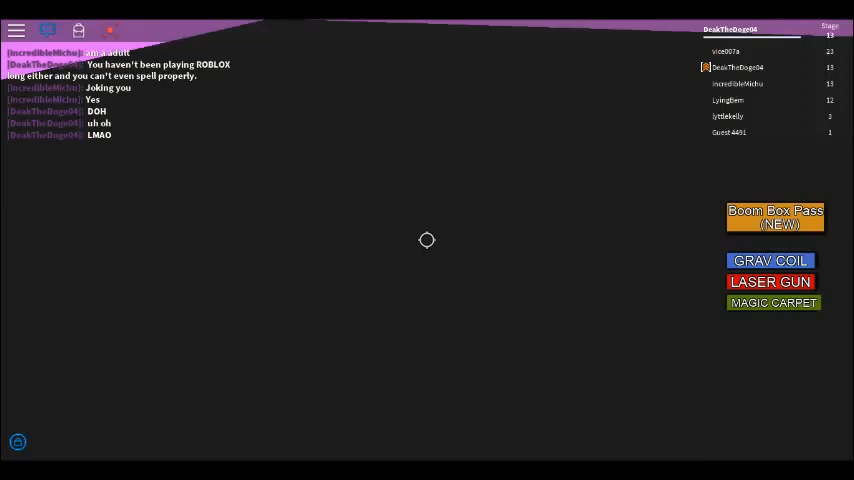 [IncredibleMichu]: am a adult
[DeakTheDoge04]: You haven't been playing ROBLOX
long either and you can't even spell properly.
[IncredibleMichu]: Joking you
[IncredibleMichu]: Yes
[DeakTheDoge04]: DOH
[DeakTheDoge04]: uh oh
[DeakTheDoge04]: LMAO
DeakTheDoge04 Stage
13
vice007a 23
DeakTheDoge04 13
IncredibleMichu 13
LyingBem 12
lyttlekelly 3
Guest 4491 1
Boom Box Pass
(NEW)
GRAV COIL
LASER GUN
MAGIC CARPET